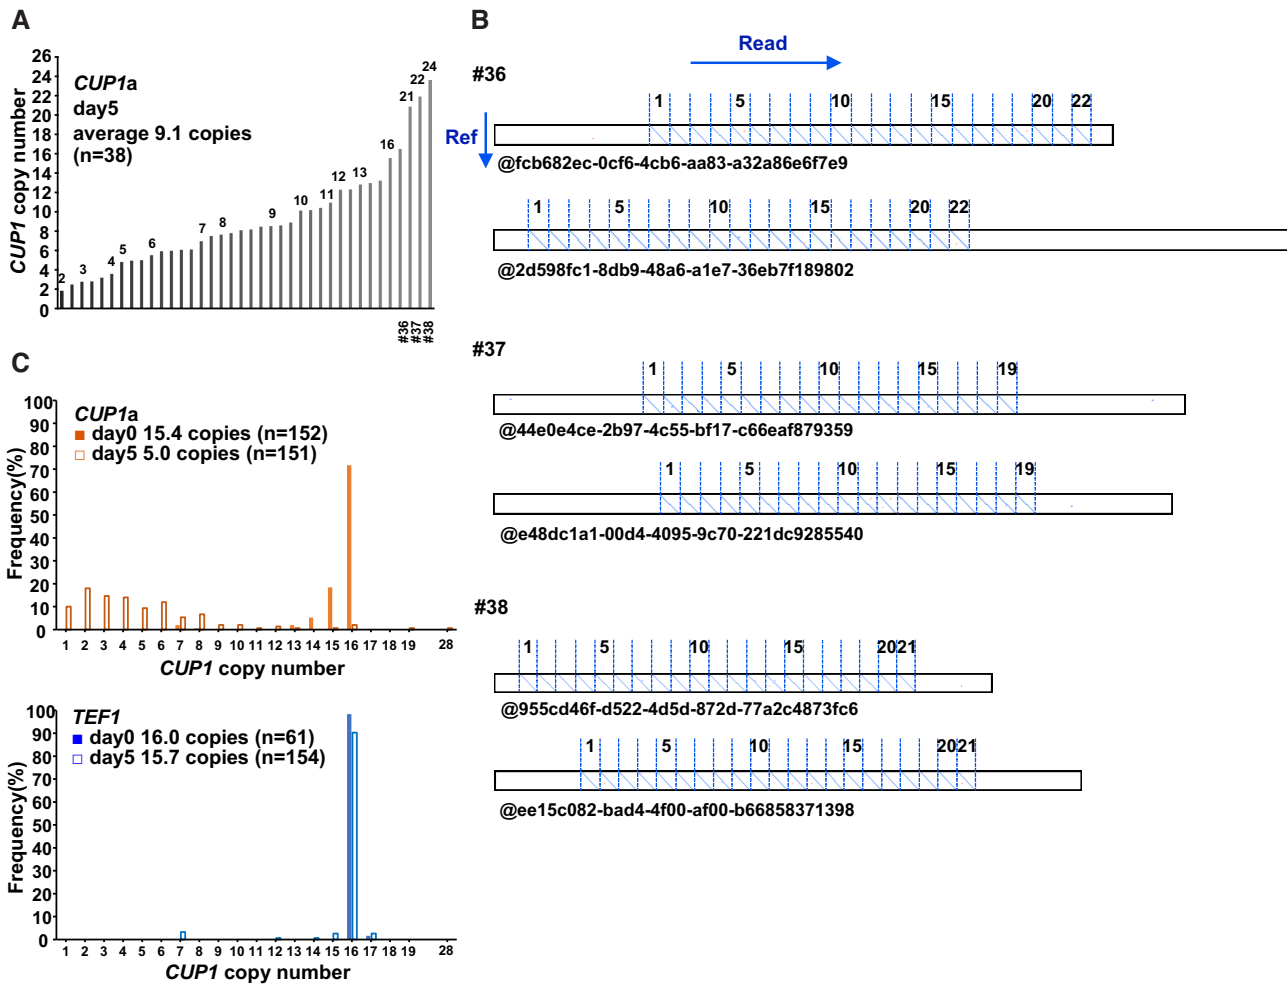 A
CUP1a
day5
average 9.1 copies
(n=38)
CUP1 copy number
26
24
22
20
18
16
14
12
10
8
6
4
2
0
2 3 4 5 6 7 8 9 10 11 12 13 16 21 22 24
#36 #37 #38
B
Read
Ref
#36
1 5 10 15 20 22
@fcb682ec-0cf6-4cb6-aa83-a32a86e6f7e9
1 5 10 15 20 22
@2d598fc1-8db9-48a6-a1e7-36eb7f189802
#37
1 5 10 15 19
@44e0e4ce-2b97-4c55-bf17-c66eaf879359
1 5 10 15 19
@e48dc1a1-00d4-4095-9c70-221dc9285540
#38
1 5 10 15 20 21
@955cd46f-d522-4d5d-872d-77a2c4873fc6
1 5 10 15 20 21
@ee15c082-bad4-4f00-af00-b66858371398
C
CUP1a
day0 15.4 copies (n=152)
day5 5.0 copies (n=151)
Frequency(%)
100
90
80
70
60
50
40
30
20
10
0
1 2 3 4 5 6 7 8 9 10 11 12 13 14 15 16 17 18 19 28
CUP1 copy number
TEF1
day0 16.0 copies (n=61)
day5 15.7 copies (n=154)
Frequency(%)
100
90
80
70
60
50
40
30
20
10
0
1 2 3 4 5 6 7 8 9 10 11 12 13 14 15 16 17 18 19 28
CUP1 copy number